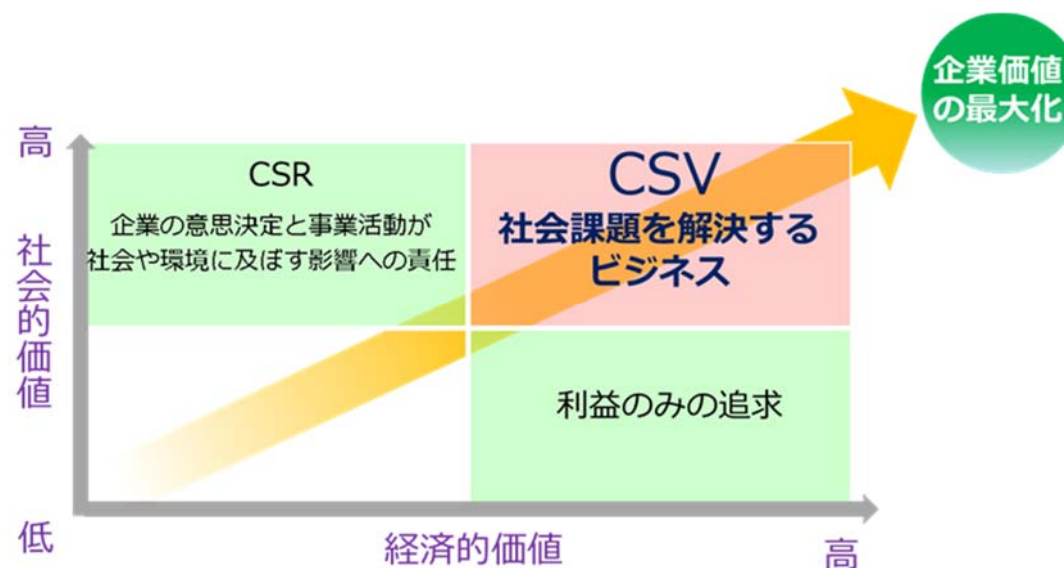 企業価値
の最大化
高
CSR
企業の意思決定と事業活動が
社会や環境に及ぼす影響への責任
CSV
社会課題を解決する
ビジネス
社会的価値
利益のみの追求
低
経済的価値
高